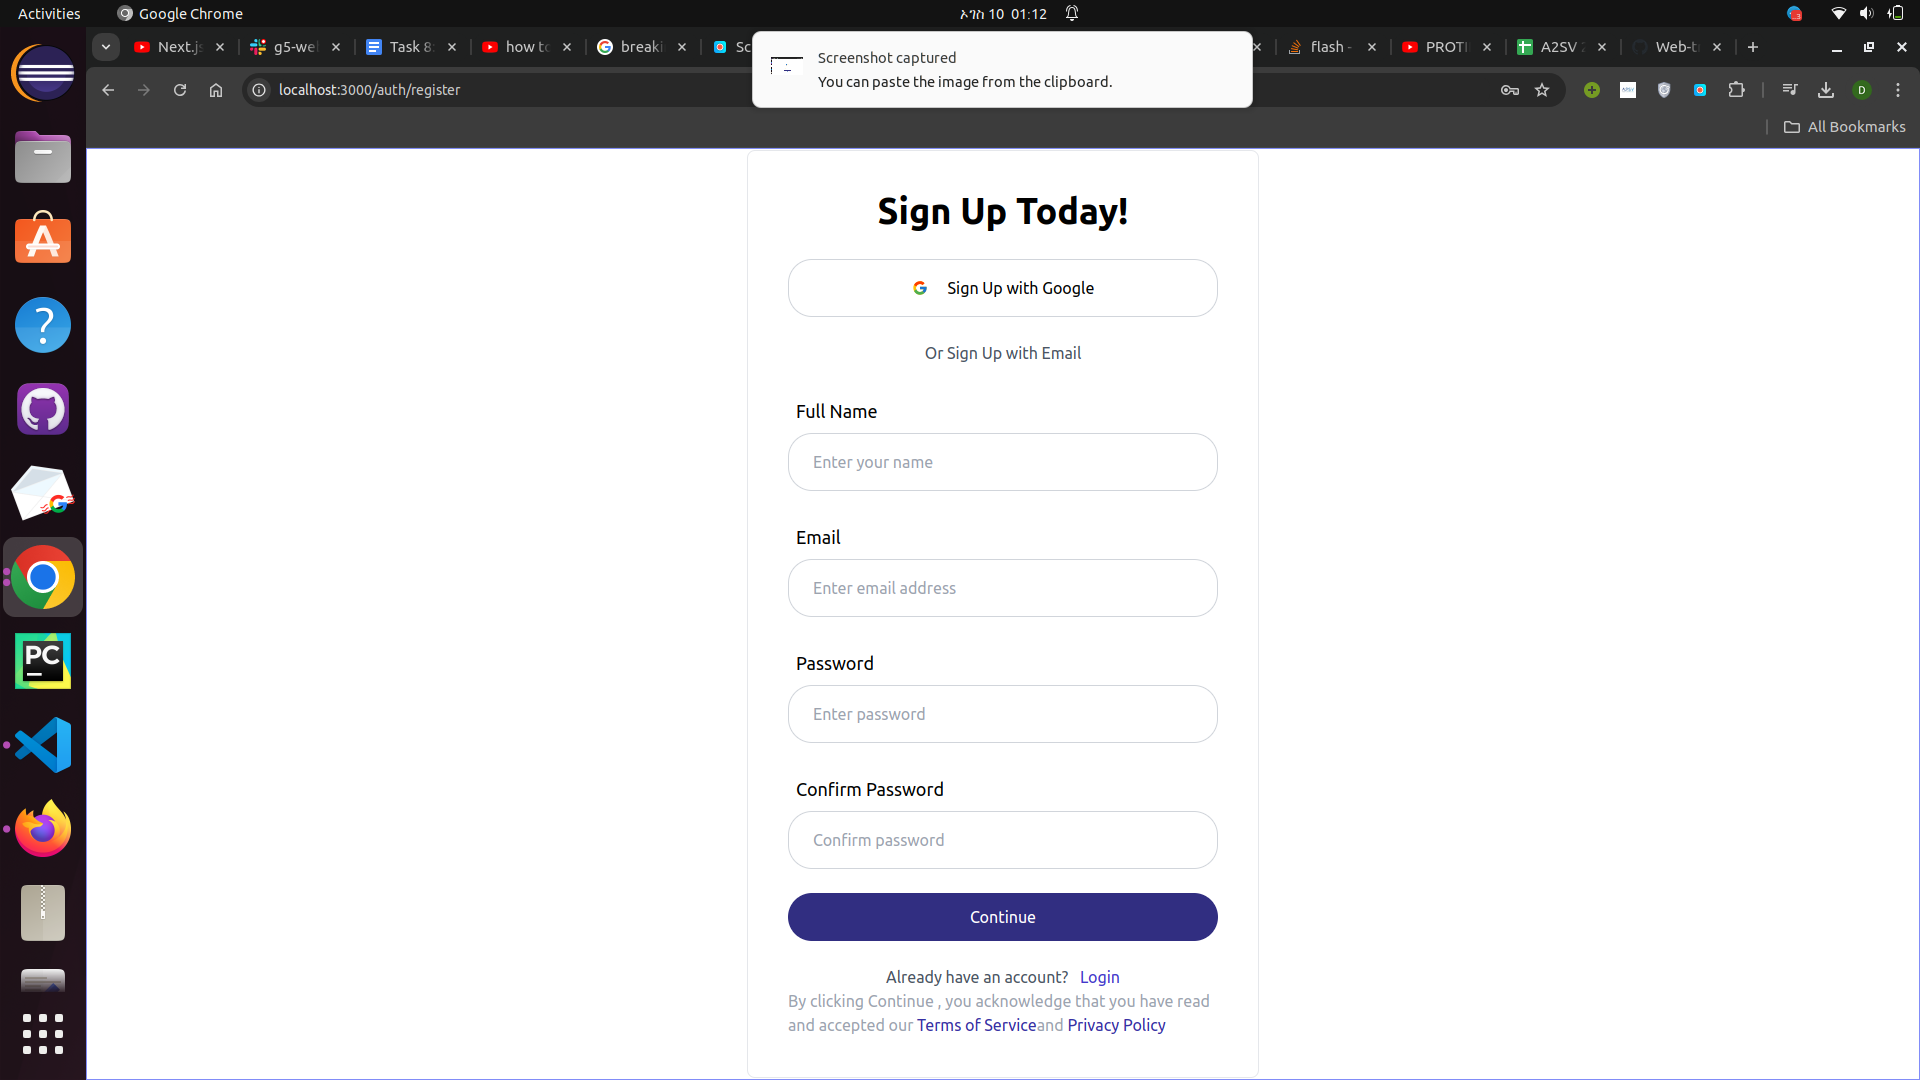 Activities
Google Chrome
ኦገስ 10 01:12
Next.js
g5-we
Task 8
how to
breaki
Sc
flash -
PROTI
A2SV 2
Web-t
Screenshot captured
You can paste the image from the clipboard.
localhost:3000/auth/register
D
All Bookmarks
Sign Up Today!
Sign Up with Google
Or Sign Up with Email
Full Name
Enter your name
Email
Enter email address
Password
Enter password
Confirm Password
Confirm password
Continue
Already have an account? Login
By clicking Continue , you acknowledge that you have read
and accepted our Terms of Serviceand Privacy Policy
PC